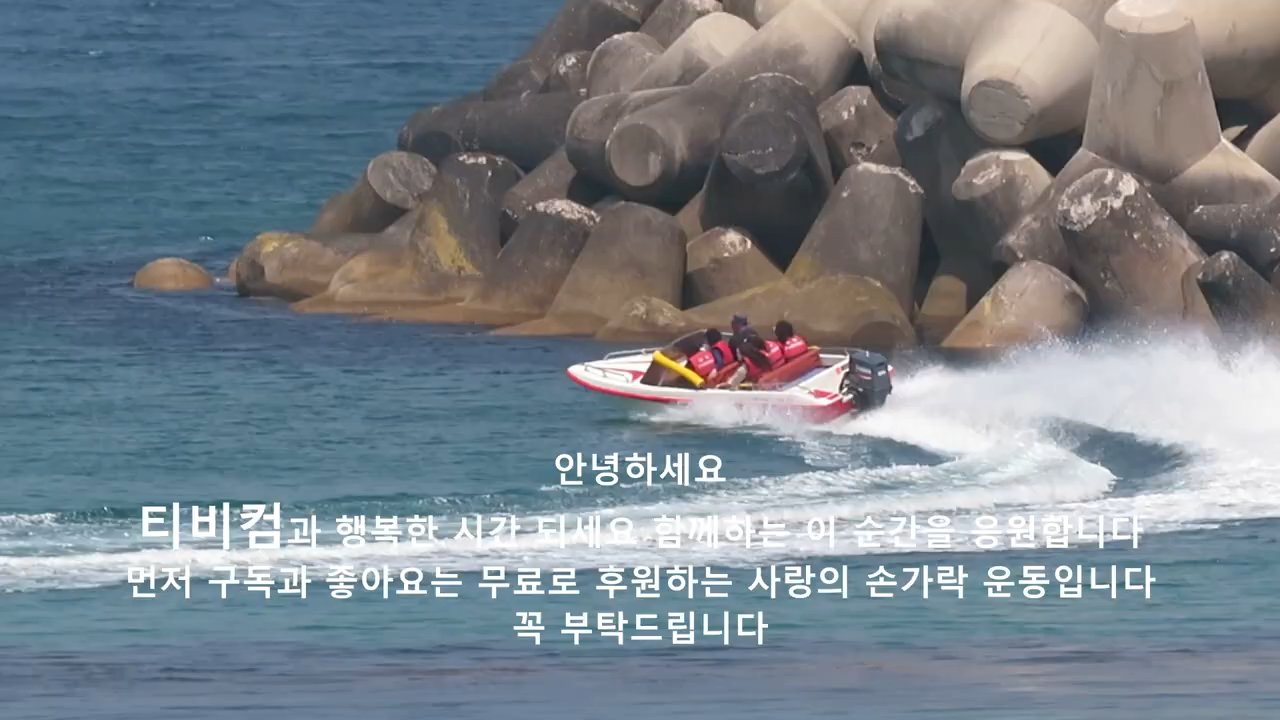 안녕하세요
티비컴과 행복한 시간 되세요 함께하는 이 순간을 응원합니다
먼저 구독과 좋아요는 무료로 후원하는 사랑의 손가락 운동입니다
꼭 부탁드립니다